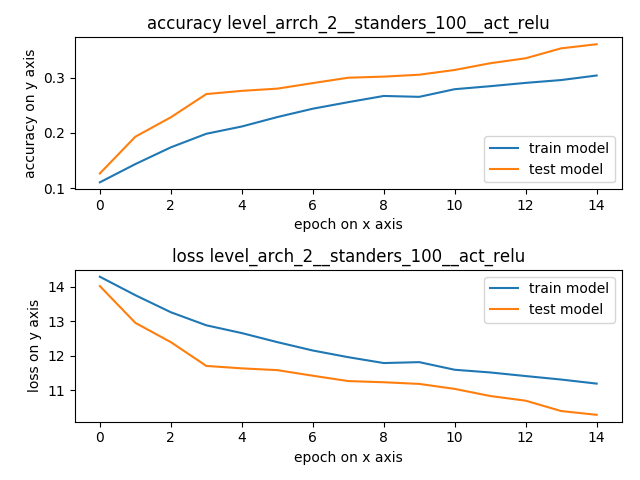 accuracy level_arrch_2__standers_100__act_relu
accuracy on y axis
0.3
0.2
0.1
train model
test model
0 2 4 6 8 10 12 14
epoch on x axis
loss level_arch_2__standers_100__act_relu
loss on y axis
14
13
12
11
train model
test model
0 2 4 6 8 10 12 14
epoch on x axis